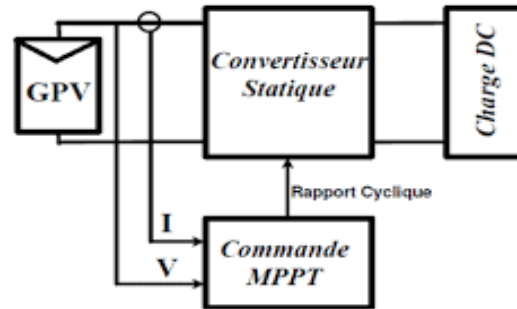 GPV
Convertisseur
Statique
Charge DC
Rapport Cyclique
I
V
Commande
MPPT